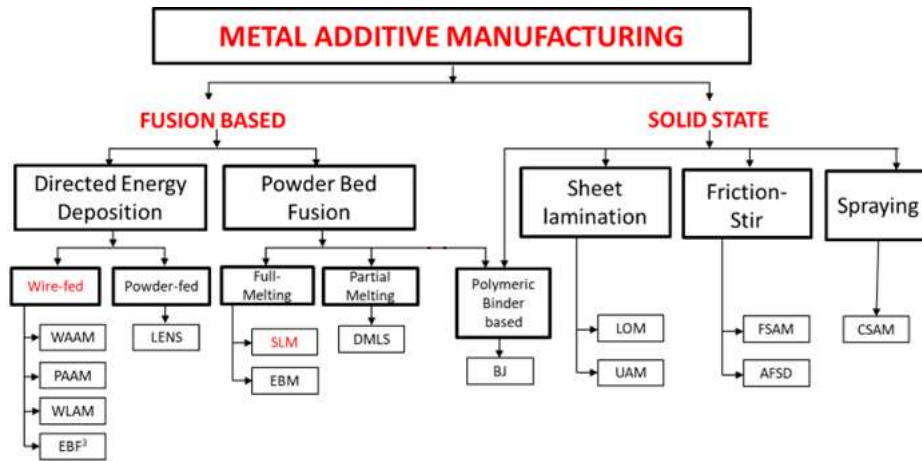 METAL ADDITIVE MANUFACTURING
FUSION BASED
SOLID STATE
Directed Energy
Deposition
Powder Bed
Fusion
Sheet
lamination
Friction-
Stir
Spraying
Wire-fed
Powder-fed
Full-
Melting
Partial
Melting
Polymeric
Binder
based
WAAM
LENS
SLM
DMLS
LOM
FSAM
CSAM
PAAM
EBM
BJ
UAM
AFSD
WLAM
EBF³